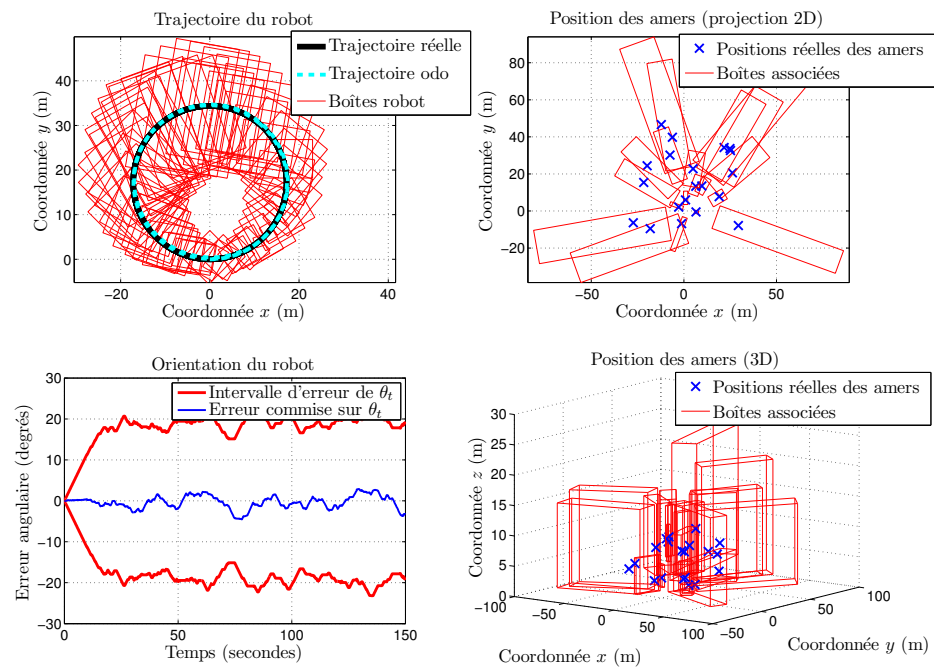 Trajectoire du robot
Trajectoire réelle
Trajectoire odo
Boîtes robot
Coordonnée y (m)
50
40
30
20
10
0
−20
0
20
40
Coordonnée x (m)
Position des amers (projection 2D)
Positions réelles des amers
Boîtes associées
Coordonnée y (m)
80
60
40
20
0
−20
−50
0
50
Coordonnée x (m)
Orientation du robot
Intervalle d'erreur de θt
Erreur commise sur θt
Erreur angulaire (degrés)
30
20
10
0
−10
−20
−30
0
50
100
150
Temps (secondes)
Position des amers (3D)
Positions réelles des amers
Boîtes associées
Coordonnée z (m)
30
25
20
15
10
5
0
−100
−50
0
50
100
Coordonnée x (m)
−50
0
50
100
Coordonnée y (m)